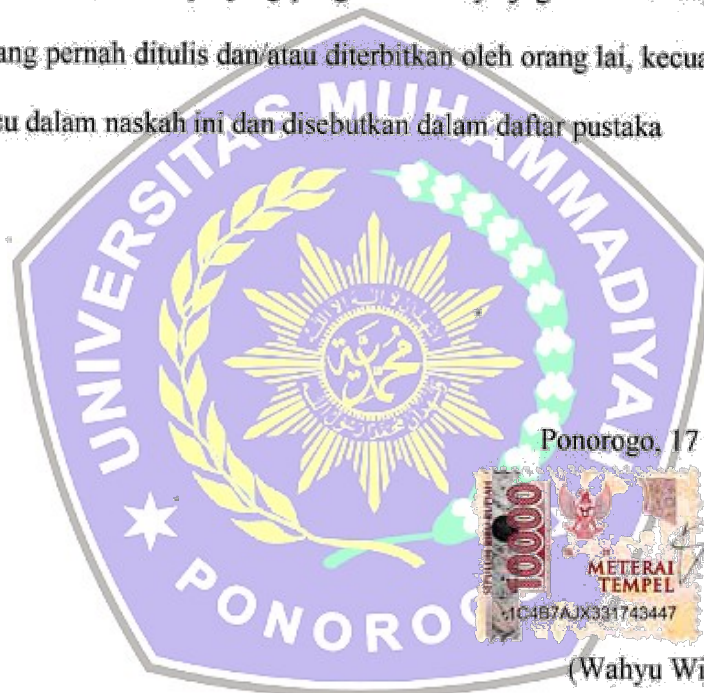 ang pernah ditulis dan/atau diterbitkan oleh orang lai, kecua
u dalam naskah ini dan disebutkan dalam daftar pustaka
UNIVERSITAS MUHAMMADIYAH
PONOROGO
Ponorogo, 17
10000
METERAI
TEMPEL
1C4B7AJX331743447
(Wahyu Wi